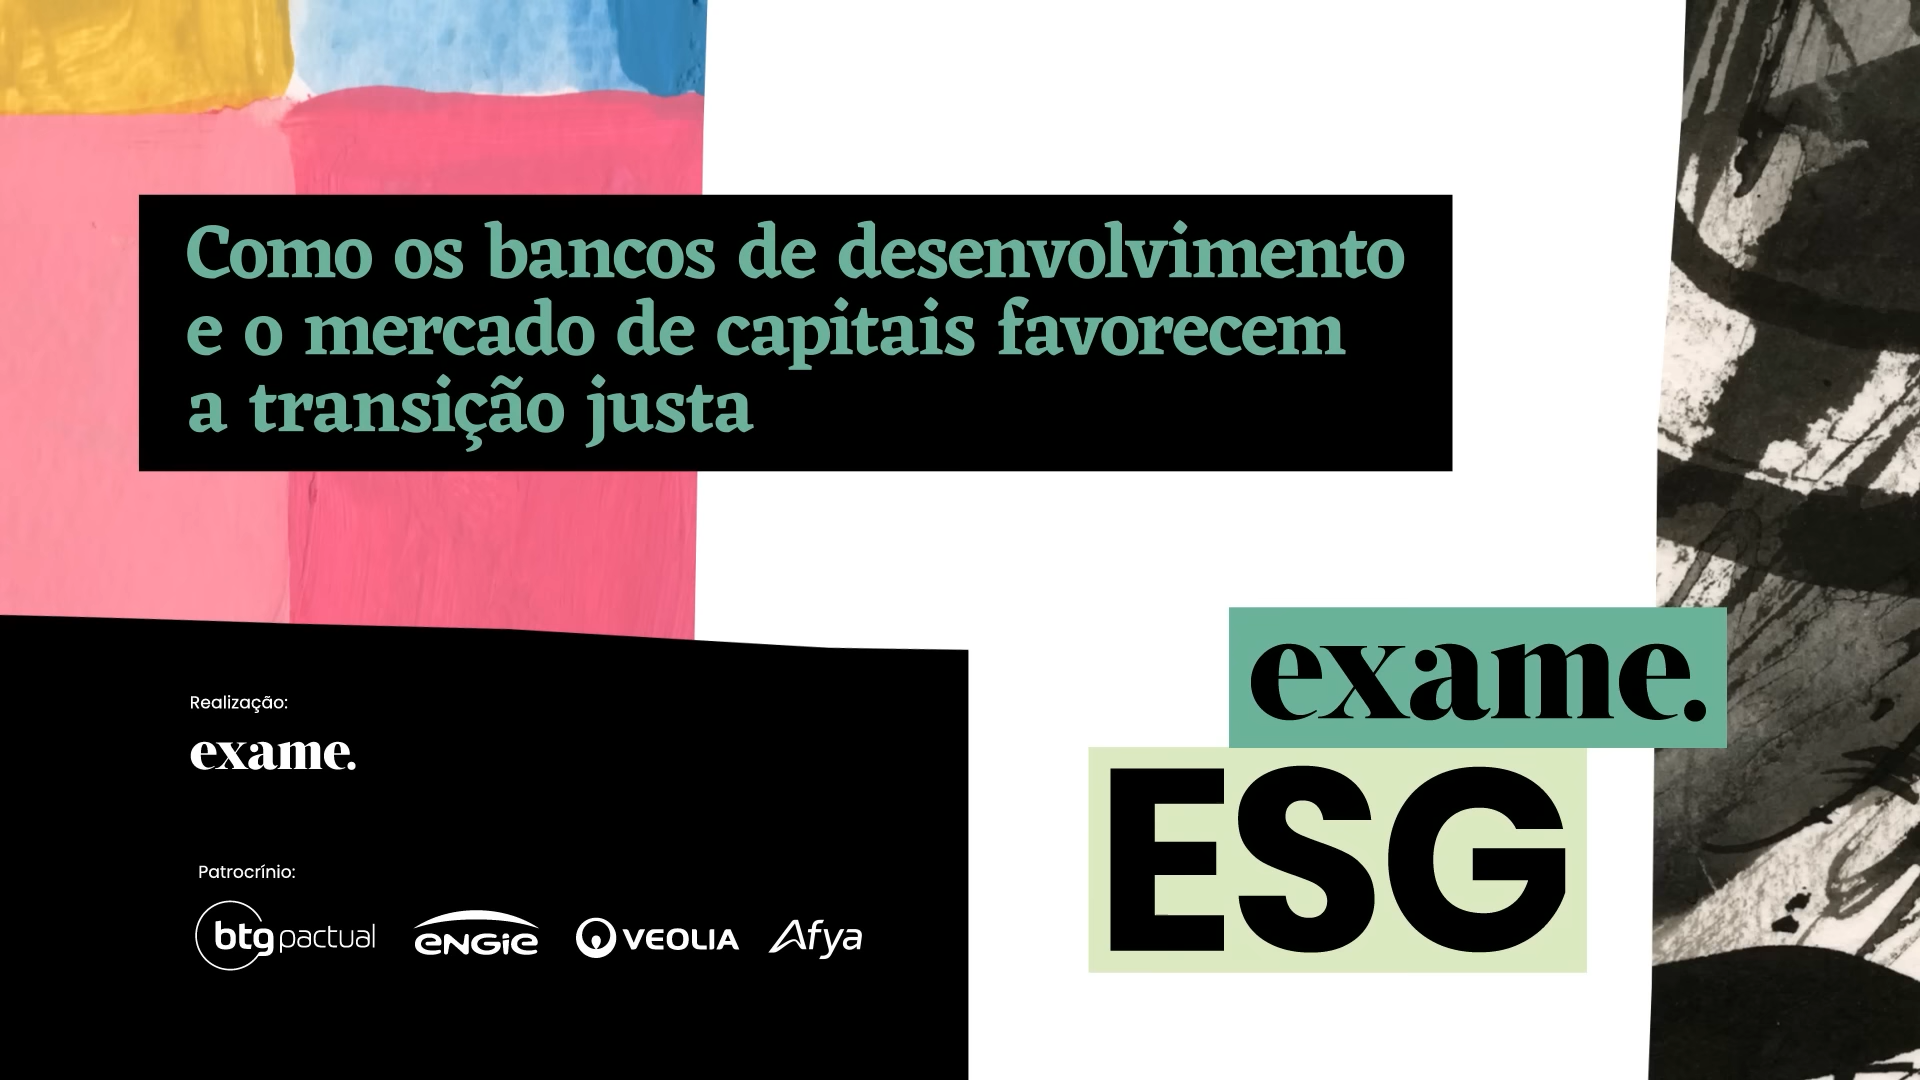 Como os bancos de desenvolvimento
e o mercado de capitais favorecem
a transição justa
Realização:
exame.
Patrocrínio:
btg pactual ENGIE VEOLIA Afya
exame.
ESG